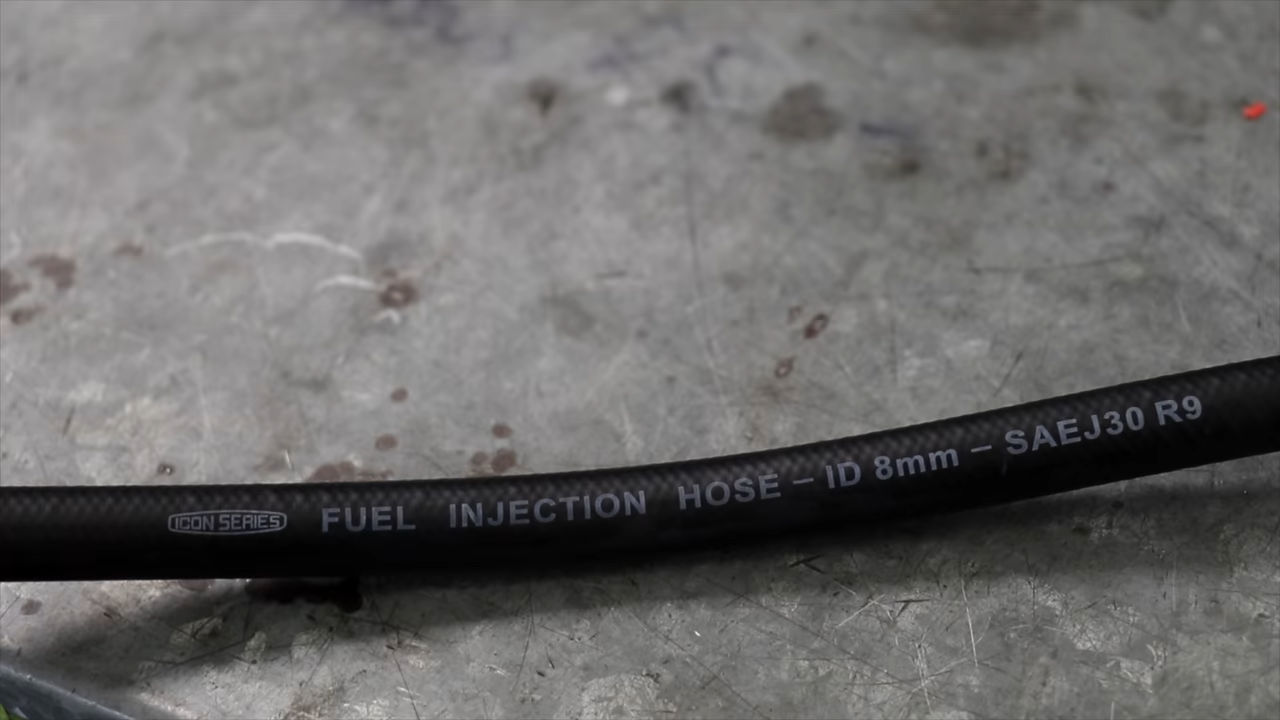 ICON SERIES FUEL INJECTION HOSE – ID 8mm – SAEJ30 R9